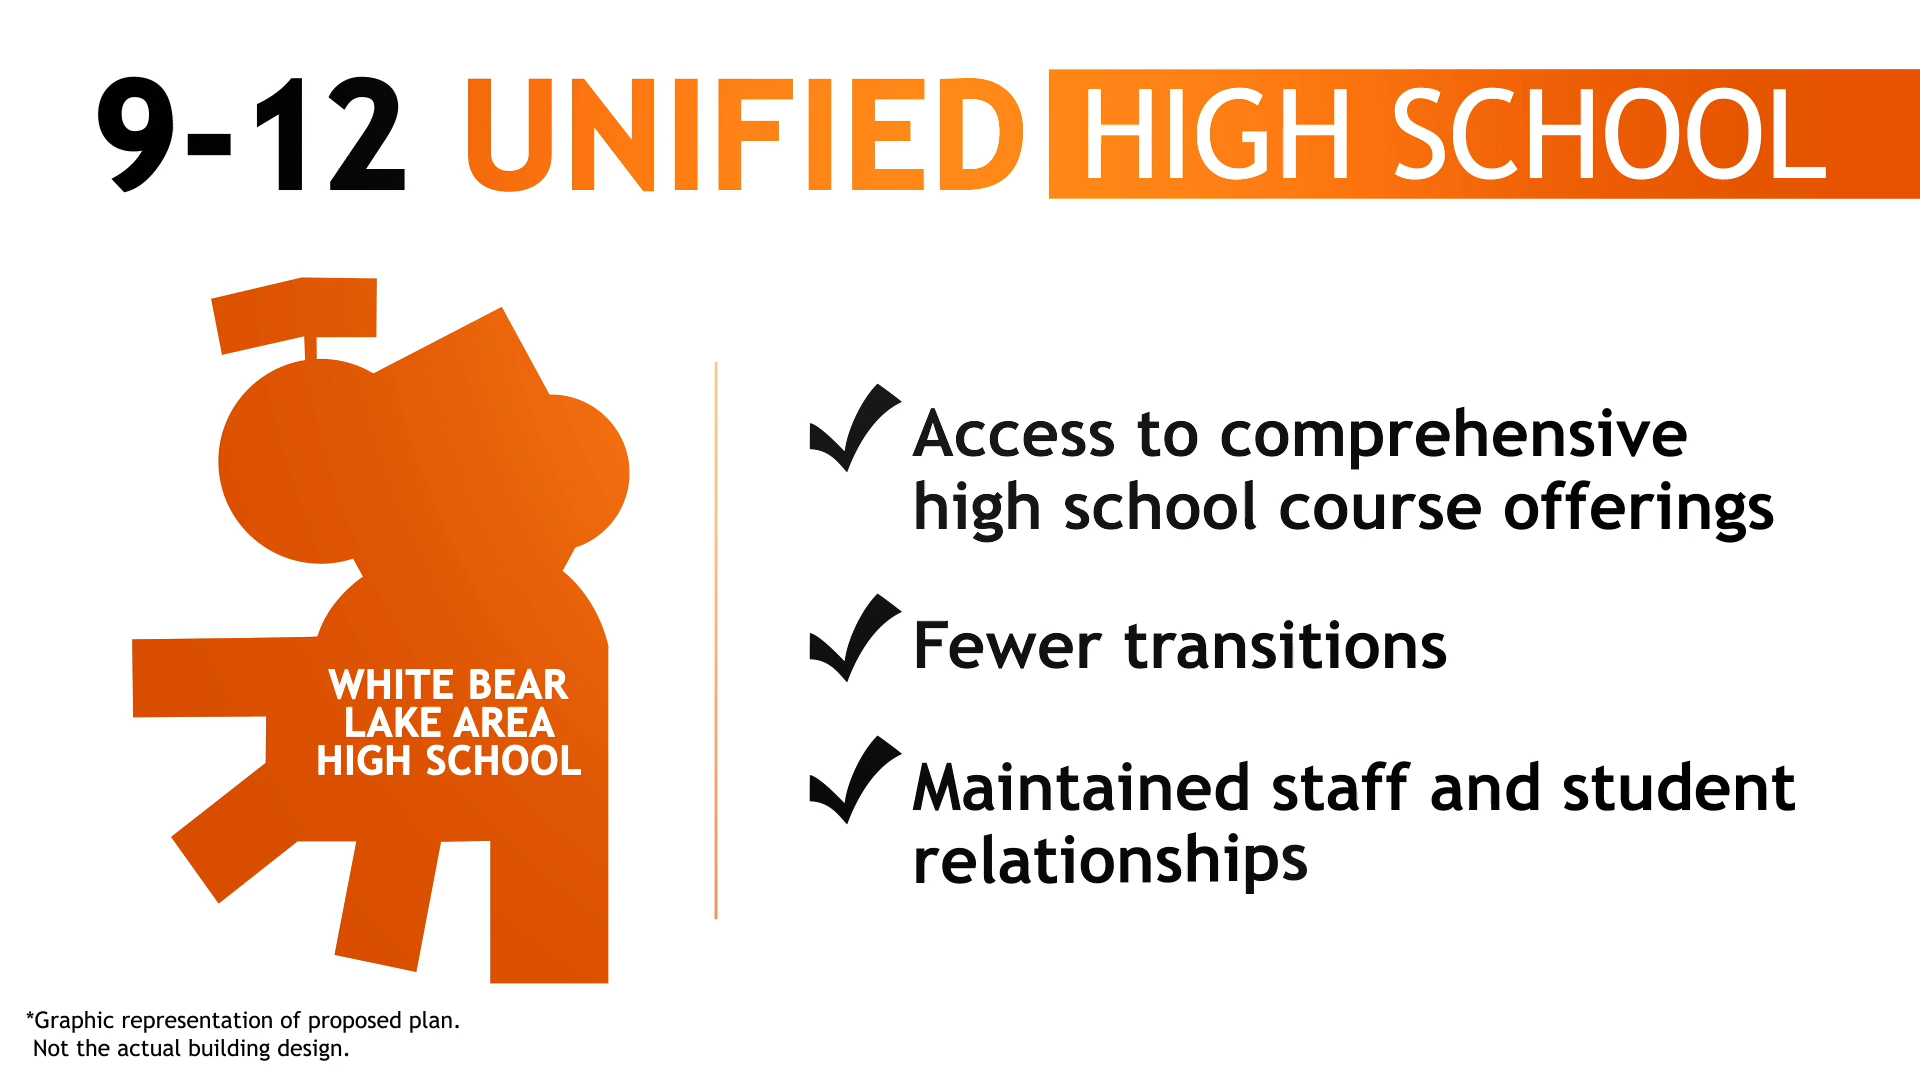 9-12 UNIFIED HIGH SCHOOL
WHITE BEAR
LAKE AREA
HIGH SCHOOL
Access to comprehensive
high school course offerings
Fewer transitions
Maintained staff and student
relationships
*Graphic representation of proposed plan.
Not the actual building design.